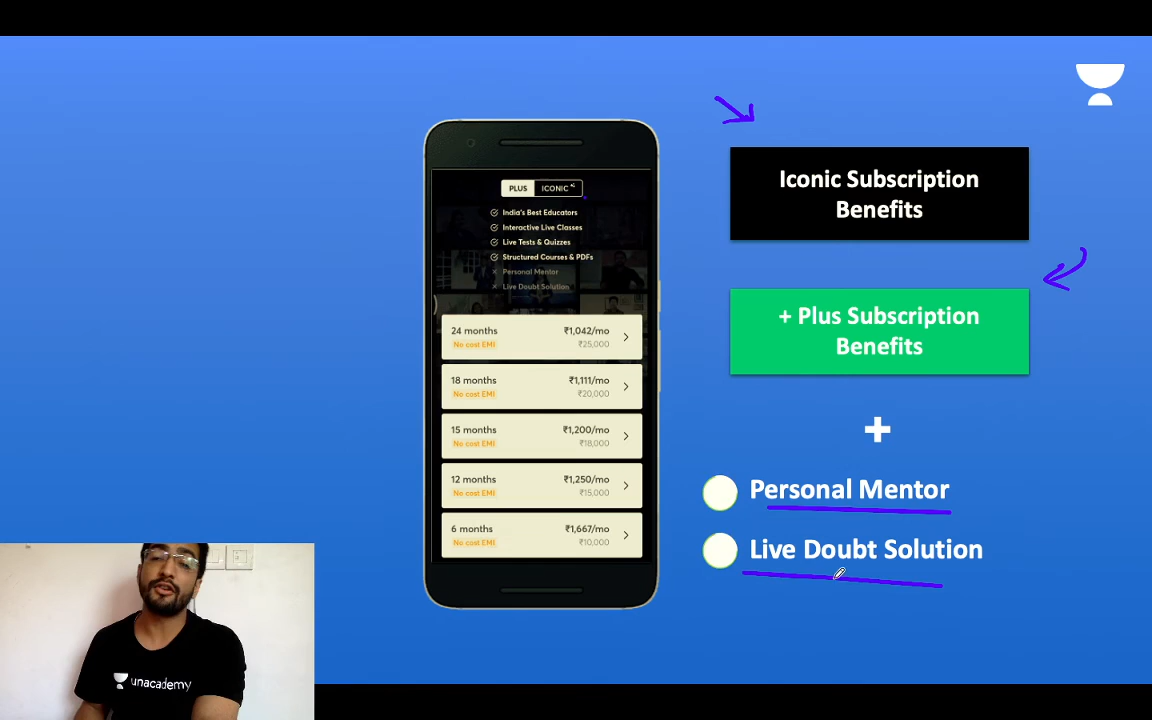 PLUS ICONIC
India's Best Educators
Interactive Live Classes
Live Tests & Quizzes
Structured Courses & PDFs
Personal Mentor
Live Doubt Solution
24 months ₹1,042/mo
No cost EMI ₹25,000
18 months ₹1,111/mo
No cost EMI ₹20,000
15 months ₹1,200/mo
No cost EMI ₹18,000
12 months ₹1,250/mo
No cost EMI ₹15,000
6 months ₹1,667/mo
No cost EMI ₹10,000
Iconic Subscription
Benefits
+ Plus Subscription
Benefits
+
Personal Mentor
Live Doubt Solution
unacademy